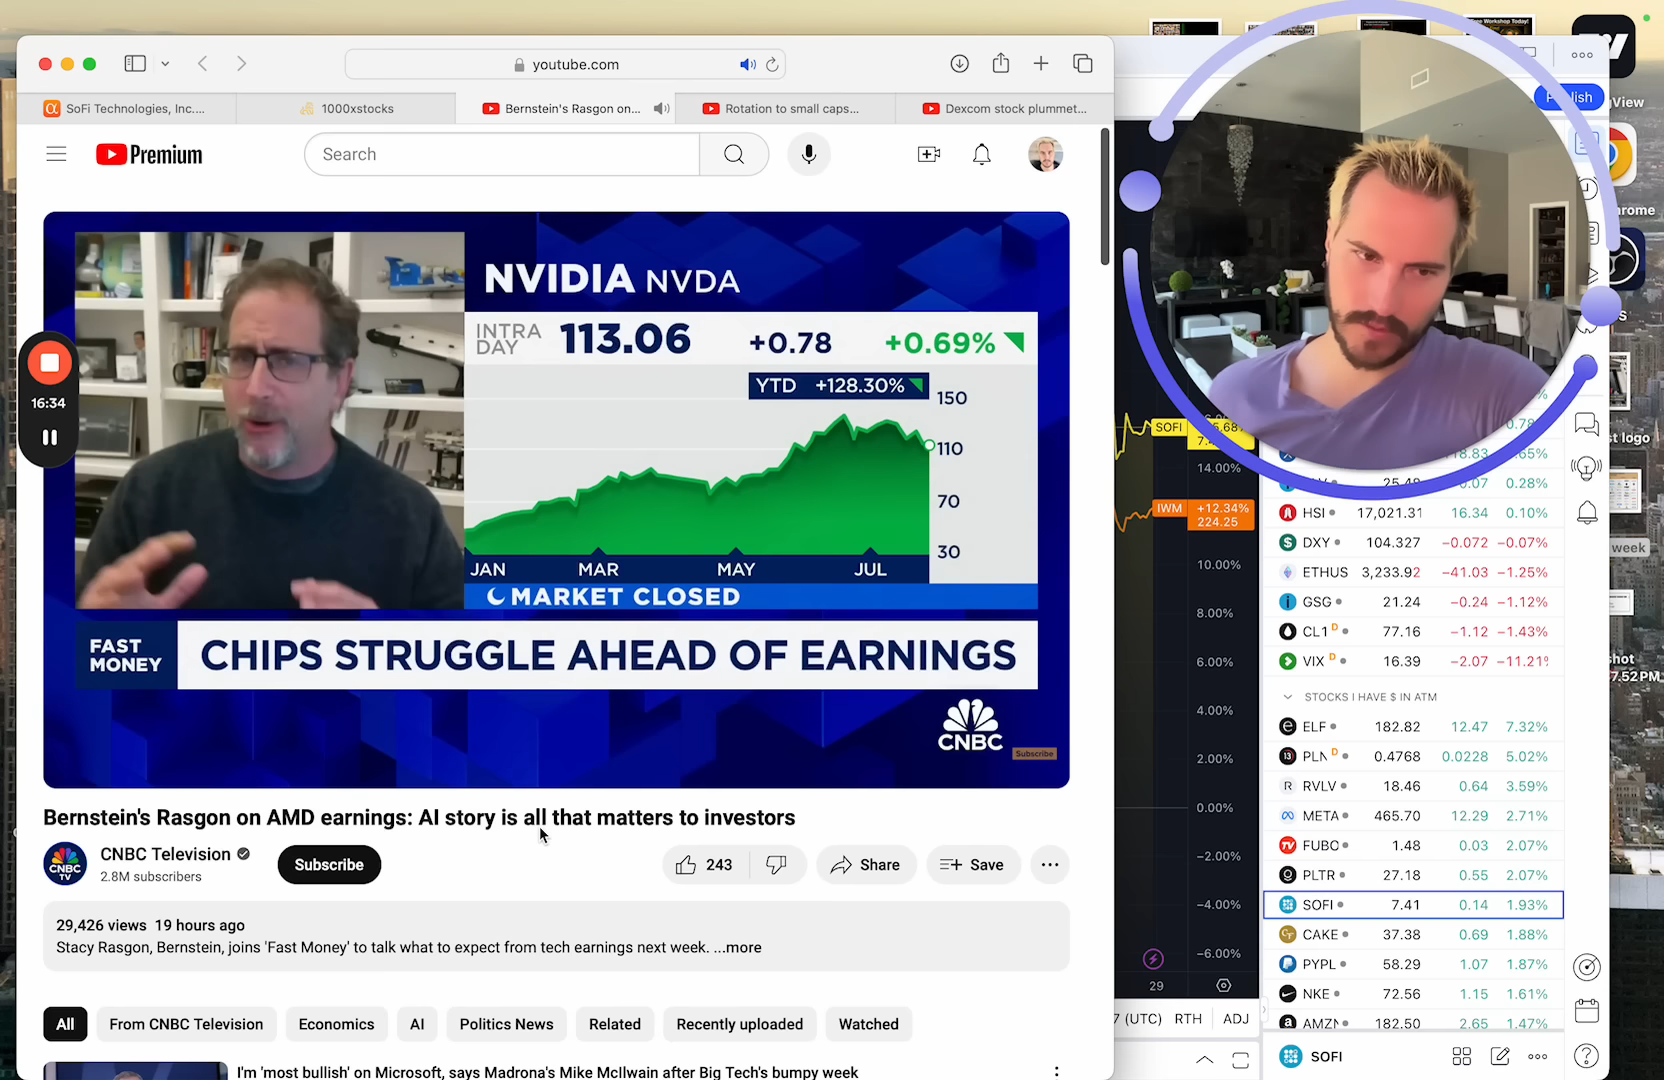 youtube.com
SoFi Technologies, Inc....
1000xstocks
Bernstein's Rasgon on...
Rotation to small caps...
Dexcom stock plummet...
Premium
Search
NVIDIA NVDA
INTRA DAY 113.06 +0.78 +0.69%
YTD +128.30%
150
110
70
30
JAN MAR MAY JUL
MARKET CLOSED
FAST MONEY
CHIPS STRUGGLE AHEAD OF EARNINGS
CNBC
Subscribe
16:34
Bernstein's Rasgon on AMD earnings: AI story is all that matters to investors
CNBC TV
CNBC Television
2.8M subscribers
Subscribe
243
Share
Save
29,426 views 19 hours ago
Stacy Rasgon, Bernstein, joins 'Fast Money' to talk what to expect from tech earnings next week. ...more
All
From CNBC Television
Economics
AI
Politics News
Related
Recently uploaded
Watched
I'm 'most bullish' on Microsoft, says Madrona's Mike McIlwain after Big Tech's bumpy week
SOFI
14.00%
IWM +12.34%
224.25
10.00%
8.00%
6.00%
4.00%
2.00%
0.00%
−2.00%
−4.00%
−6.00%
29
(UTC) RTH ADJ
0.28%
HSI 17,021.31 16.34 0.10%
DXY 104.327 −0.072 −0.07%
ETHUS 3,233.92 −41.03 −1.25%
GSG 21.24 −0.24 −1.12%
CL1 D 77.16 −1.12 −1.43%
VIX D 16.39 −2.07 −11.21%
STOCKS I HAVE $ IN ATM
ELF 182.82 12.47 7.32%
PLN D 0.4768 0.0228 5.02%
RVLV 18.46 0.64 3.59%
META 465.70 12.29 2.71%
FUBO 1.48 0.03 2.07%
PLTR 27.18 0.55 2.07%
SOFI 7.41 0.14 1.93%
CAKE 37.38 0.69 1.88%
PYPL 58.29 1.07 1.87%
NKE 72.56 1.15 1.61%
AMZN 182.50 2.65 1.47%
SOFI
week